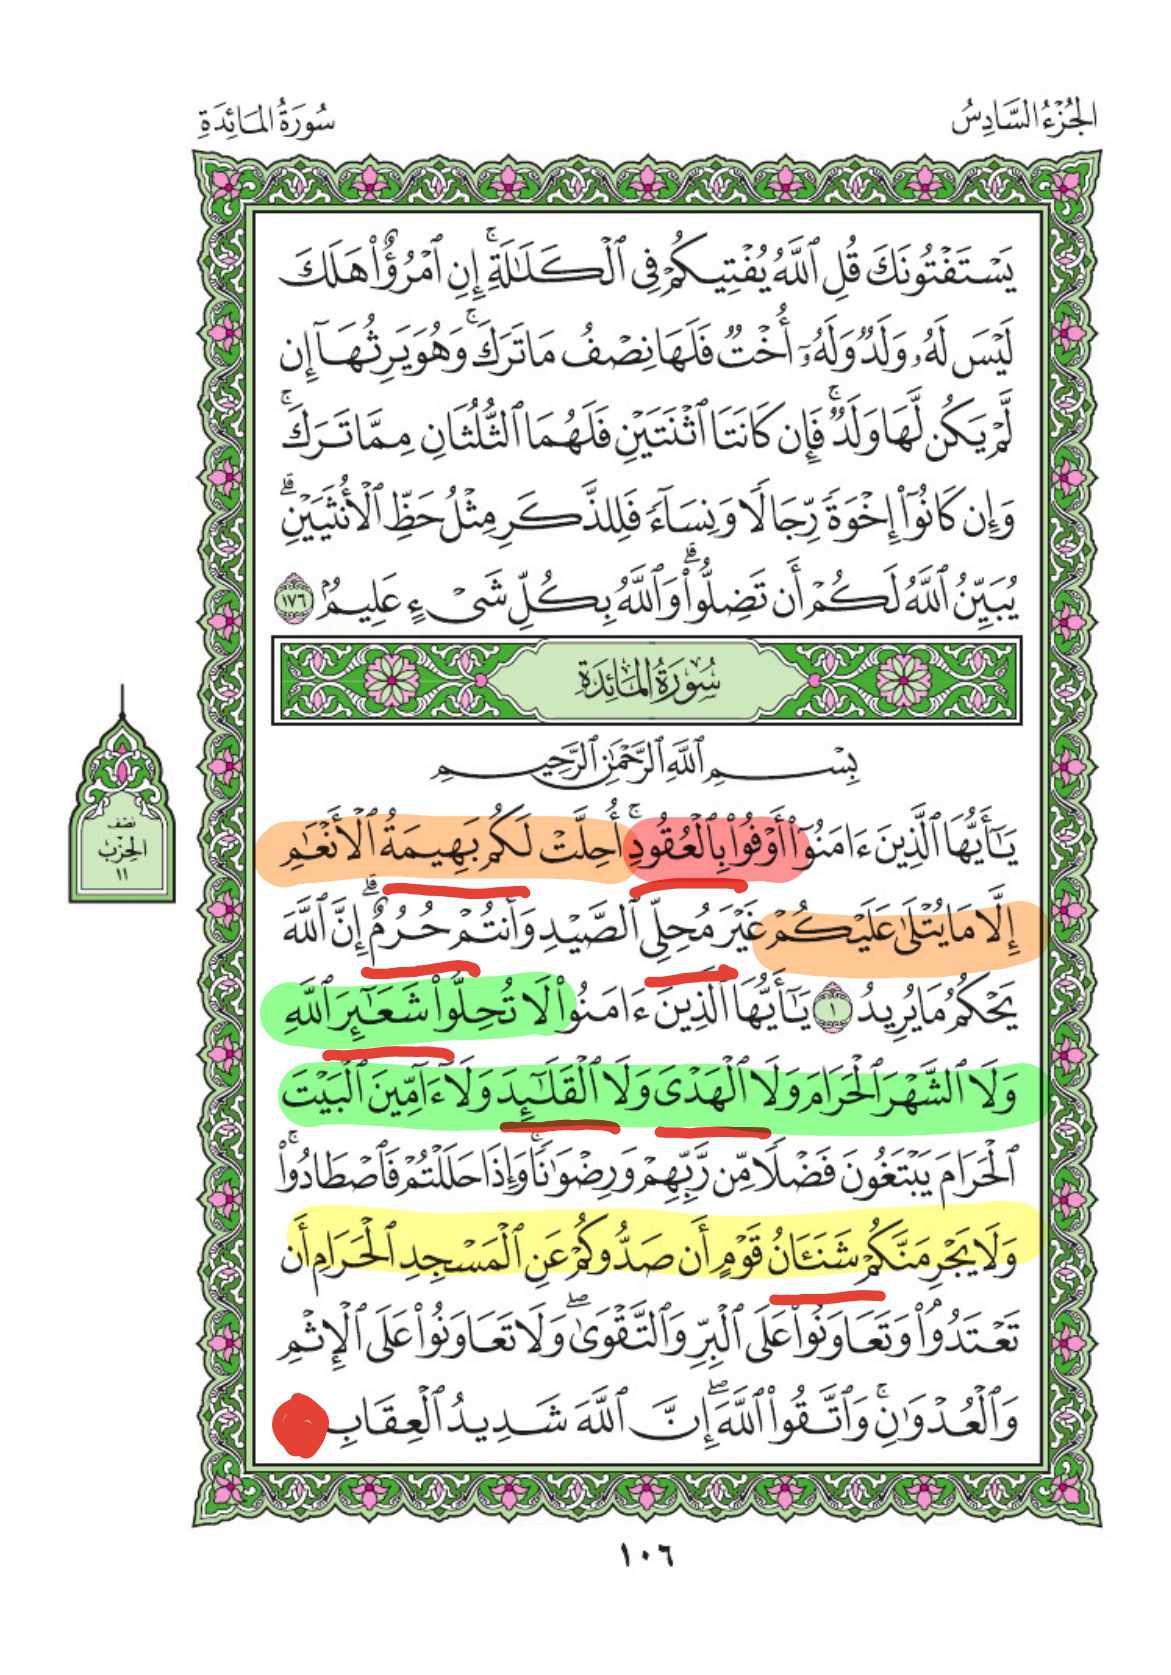 الجُزْءُ السَّادِسُ
سُورَةُ المَائِدَةِ
يَسۡتَفۡتُونَكَ قُلِ ٱللَّهُ يُفۡتِيكُمۡ فِي ٱلۡكَلَٰلَةِۚ إِنِ ٱمۡرُؤٌاْ هَلَكَ
لَيۡسَ لَهُۥ وَلَدٞ وَلَهُۥٓ أُخۡتٞ فَلَهَا نِصۡفُ مَا تَرَكَۚ وَهُوَ يَرِثُهَآ إِن
لَّمۡ يَكُن لَّهَا وَلَدٞۚ فَإِن كَانَتَا ٱثۡنَتَيۡنِ فَلَهُمَا ٱلثُّلُثَانِ مِمَّا تَرَكَۚ
وَإِن كَانُوٓاْ إِخۡوَةٗ رِّجَالٗا وَنِسَآءٗ فَلِلذَّكَرِ مِثۡلُ حَظِّ ٱلۡأُنثَيَيۡنِۗ
يُبَيِّنُ ٱللَّهُ لَكُمۡ أَن تَضِلُّواْۗ وَٱللَّهُ بِكُلِّ شَيۡءٍ عَلِيمُۢ ١٧٦
سُورَةُ المَائِدَةِ
بِسۡمِ ٱللَّهِ ٱلرَّحۡمَٰنِ ٱلرَّحِيمِ
يَٰٓأَيُّهَا ٱلَّذِينَ ءَامَنُوٓاْ أَوۡفُواْ بِٱلۡعُقُودِۚ أُحِلَّتۡ لَكُم بَهِيمَةُ ٱلۡأَنۡعَٰمِ
إِلَّا مَا يُتۡلَىٰ عَلَيۡكُمۡ غَيۡرَ مُحِلِّي ٱلصَّيۡدِ وَأَنتُمۡ حُرُمٌۗ إِنَّ ٱللَّهَ
يَحۡكُمُ مَا يُرِيدُ ١ يَٰٓأَيُّهَا ٱلَّذِينَ ءَامَنُواْ لَا تُحِلُّواْ شَعَٰٓئِرَ ٱللَّهِ
وَلَا ٱلشَّهۡرَ ٱلۡحَرَامَ وَلَا ٱلۡهَدۡيَ وَلَا ٱلۡقَلَٰٓئِدَ وَلَآ ءَآمِّينَ ٱلۡبَيۡتَ
ٱلۡحَرَامَ يَبۡتَغُونَ فَضۡلٗا مِّن رَّبِّهِمۡ وَرِضۡوَٰنٗاۚ وَإِذَا حَلَلۡتُمۡ فَٱصۡطَادُواْۚ
وَلَا يَجۡرِمَنَّكُمۡ شَنَـَٔانُ قَوۡمٍ أَن صَدُّوكُمۡ عَنِ ٱلۡمَسۡجِدِ ٱلۡحَرَامِ أَن
تَعۡتَدُواْۘ وَتَعَاوَنُواْ عَلَى ٱلۡبِرِّ وَٱلتَّقۡوَىٰۖ وَلَا تَعَاوَنُواْ عَلَى ٱلۡإِثۡمِ
وَٱلۡعُدۡوَٰنِۚ وَٱتَّقُواْ ٱللَّهَۖ إِنَّ ٱللَّهَ شَدِيدُ ٱلۡعِقَابِ
نصف
الحزب
١١
١٠٦